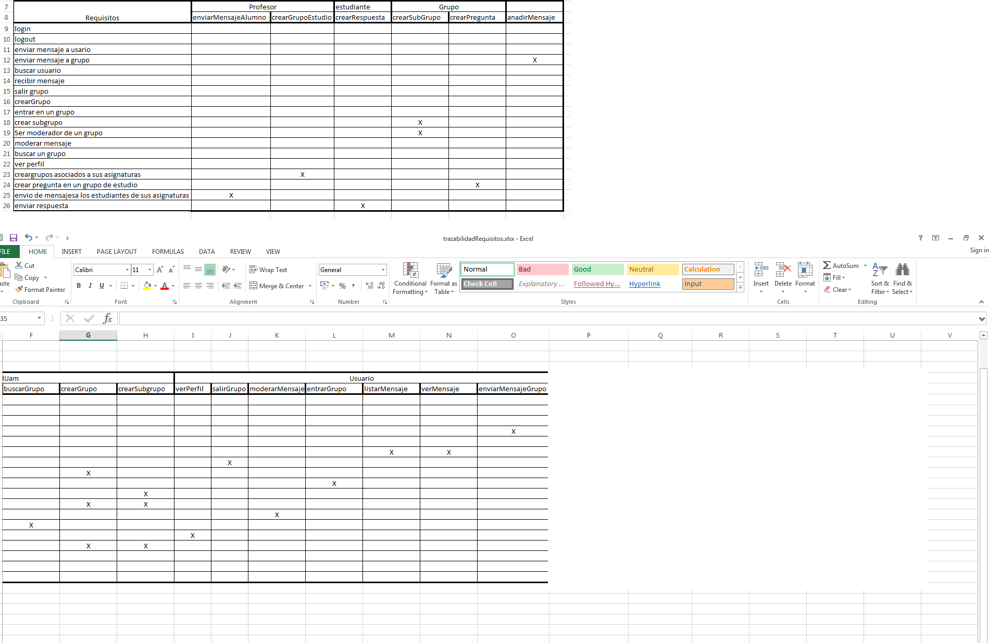 7 Profesor estudiante Grupo
8 Requisitos enviarMensajeAlumno crearGrupoEstudio crearRespuesta crearSubGrupo crearPregunta anadirMensaje
9 login
10 logout
11 enviar mensaje a usario
12 enviar mensaje a grupo X
13 buscar usuario
14 recibir mensaje
15 salir grupo
16 crearGrupo
17 entrar en un grupo
18 crear subgrupo X
19 Ser moderador de un grupo X
20 moderar mensaje
21 buscar un grupo
22 ver perfil
23 creargrupos asociados a sus asignaturas X
24 crear pregunta en un grupo de estudio X
25 envio de mensajesa los estudiantes de sus asignaturas X
26 enviar respuesta X
trazabilidadRequisitos.xlsx - Excel ?
FILE HOME INSERT PAGE LAYOUT FORMULAS DATA REVIEW VIEW Sign in
Cut
Copy
Format Painter
aste
Clipboard
Calibri 11 A A
B I U A
Font
Wrap Text
Merge & Center
Alignment
General
% , .00 .0
Number
Conditional Formatting
Format as Table
Normal Bad Good Neutral Calculation
Check Cell Explanatory ... Followed Hy... Hyperlink Input
Styles
Insert Delete Format
Cells
AutoSum
Fill
Clear
Sort & Filter
Find & Select
Editing
35 fx
F G H I J K L M N O P Q R S T U V
lUam Usuario
buscarGrupo crearGrupo crearSubgrupo verPerfil salirGrupo moderarMensaje entrarGrupo listarMensaje verMensaje enviarMensajeGrupo
X
X X
X
X
X
X
X X
X
X
X
X X